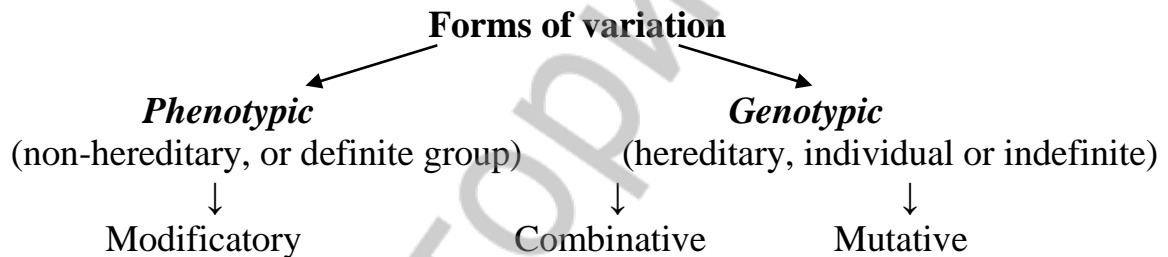 Forms of variation
Phenotypic Genotypic
(non-hereditary, or definite group) (hereditary, individual or indefinite)
↓ ↓ ↓
Modificatory Combinative Mutative